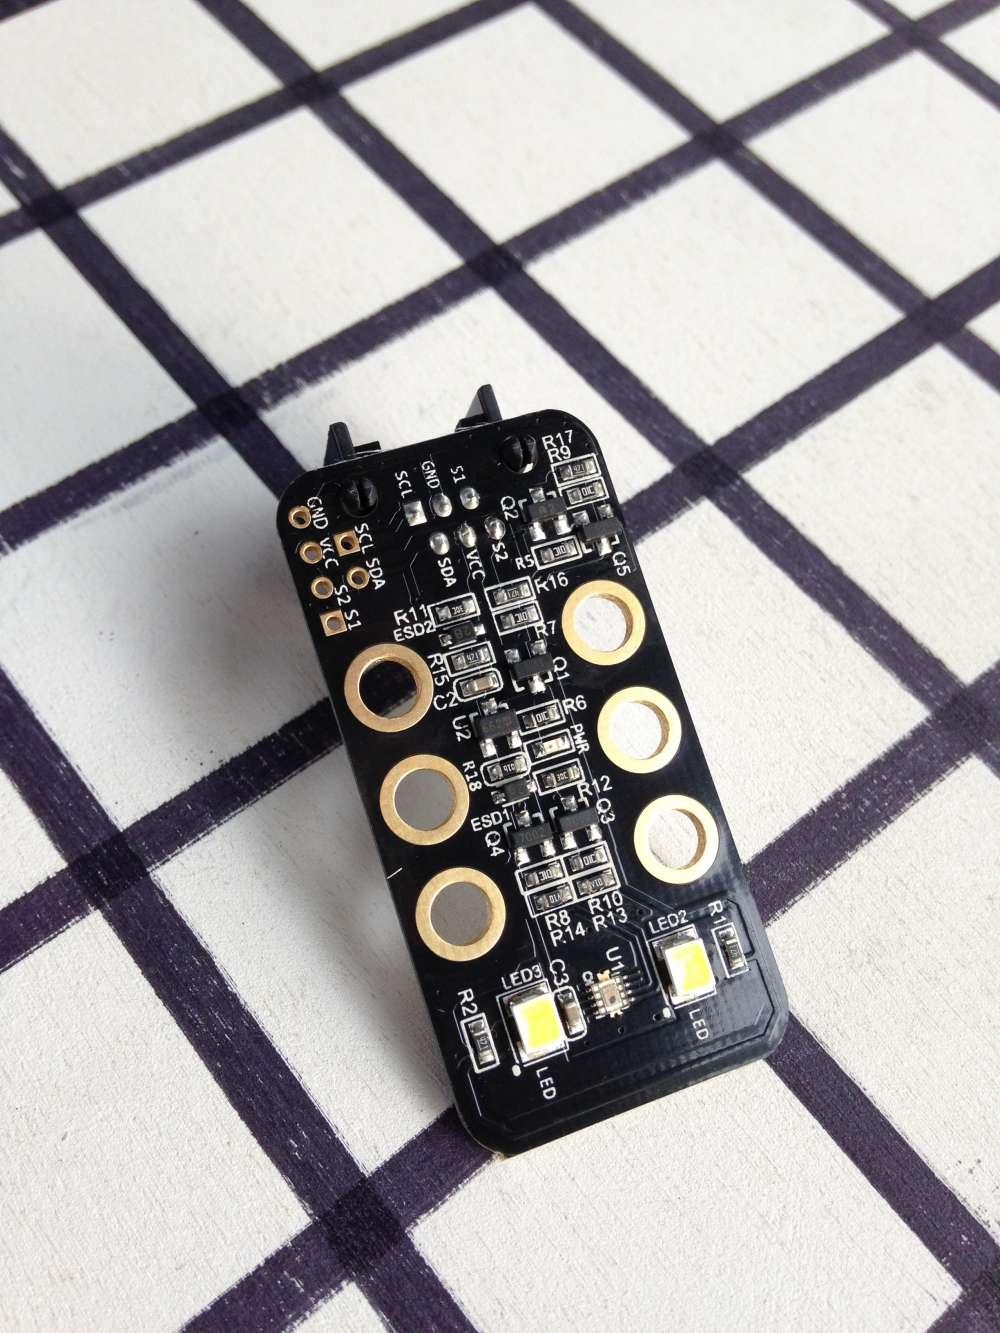 R17
R9
S1
GND
SCL
GND
VCC
S2
S1
SCL
SDA
Q2
S2
VCC
SDA
R5
Q5
R16
R11
ESD2
R7
R15
Q1
C2
U2
R6
PWR
R18
R12
ESD1
Q3
Q4
R8
R10
R14
R13
R1
LED2
U1
LED3
C3
R2
LED
LED